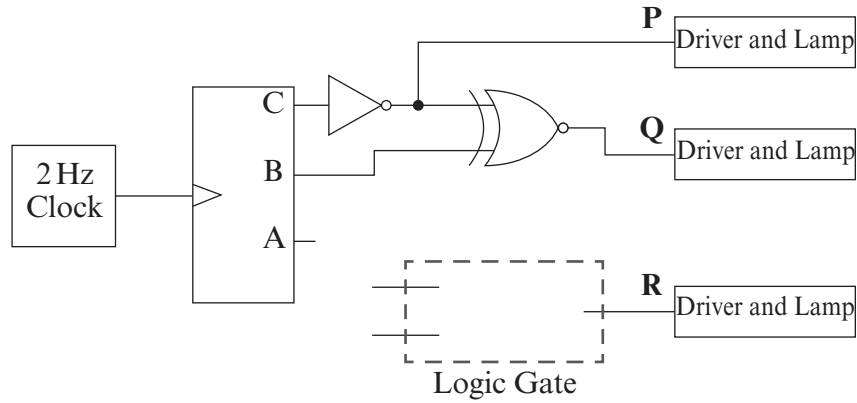 P
Driver and Lamp
C
Q
Driver and Lamp
2 Hz
Clock
B
A
R
Driver and Lamp
Logic Gate